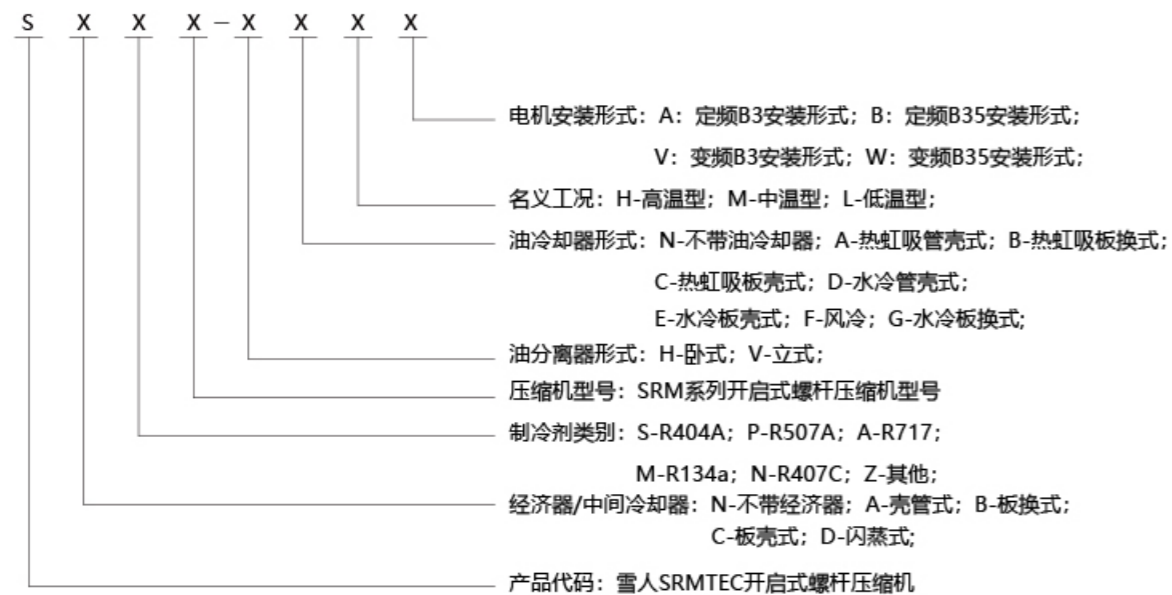 S X X X - X X X X
电机安装形式：A：定频B3安装形式；B：定频B35安装形式；
V：变频B3安装形式；W：变频B35安装形式；
名义工况：H-高温型；M-中温型；L-低温型；
油冷却器形式：N-不带油冷却器；A-热虹吸管壳式；B-热虹吸板换式；
C-热虹吸板壳式；D-水冷管壳式；
E-水冷板壳式；F-风冷；G-水冷板换式;
油分离器形式：H-卧式；V-立式；
压缩机型号：SRM系列开启式螺杆压缩机型号
制冷剂类别：S-R404A；P-R507A；A-R717；
M-R134a；N-R407C；Z-其他;
经济器/中间冷却器：N-不带经济器；A-壳管式；B-板换式；
C-板壳式；D-闪蒸式;
产品代码：雪人SRMTEC开启式螺杆压缩机